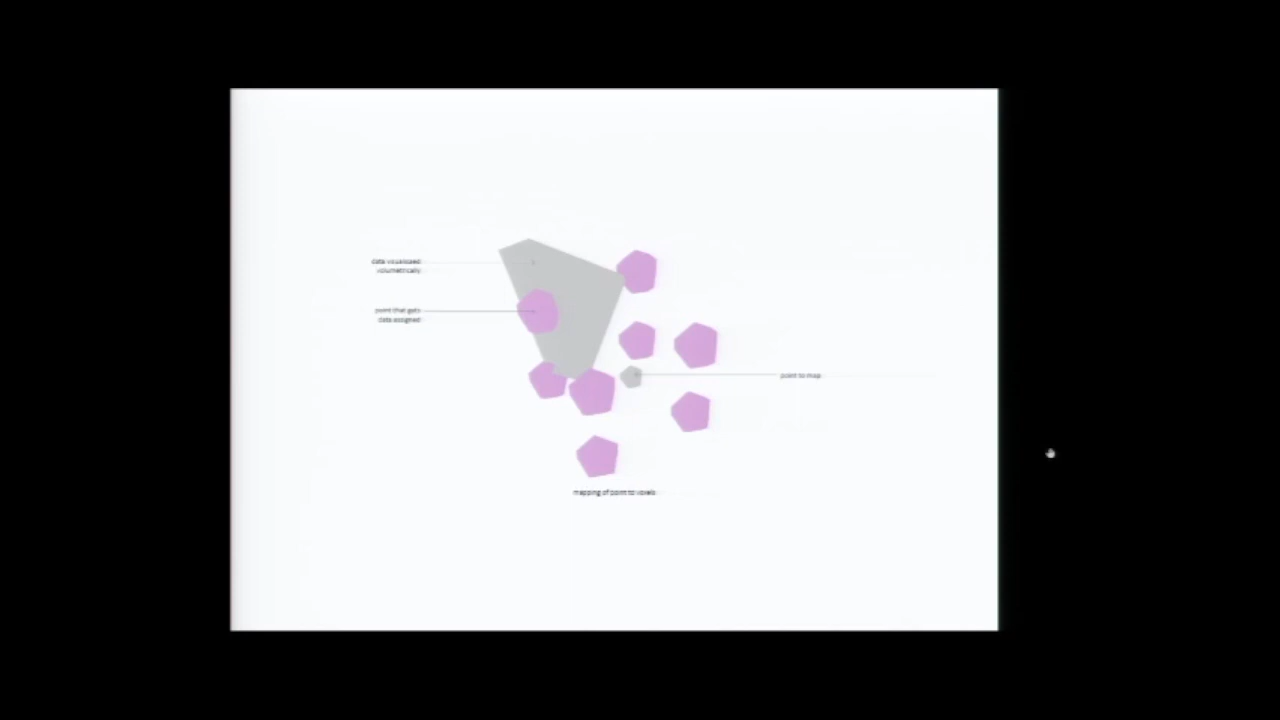 data visualized
volumetrically
point that gets
data assigned
point to map
mapping of point to voxels